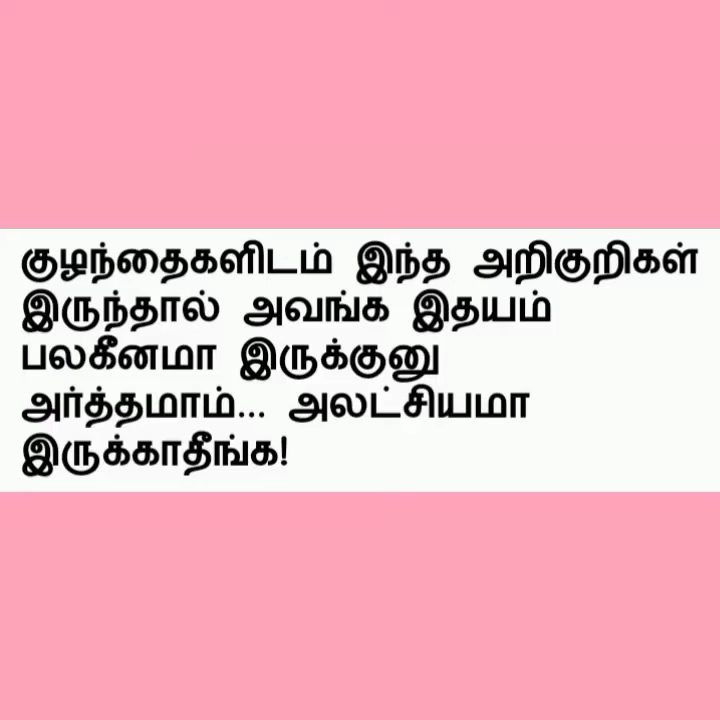 குழந்தைகளிடம் இந்த அறிகுறிகள்
இருந்தால் அவங்க இதயம்
பலகீனமா இருக்குனு
அர்த்தமாம்... அலட்சியமா
இருக்காதீங்க!